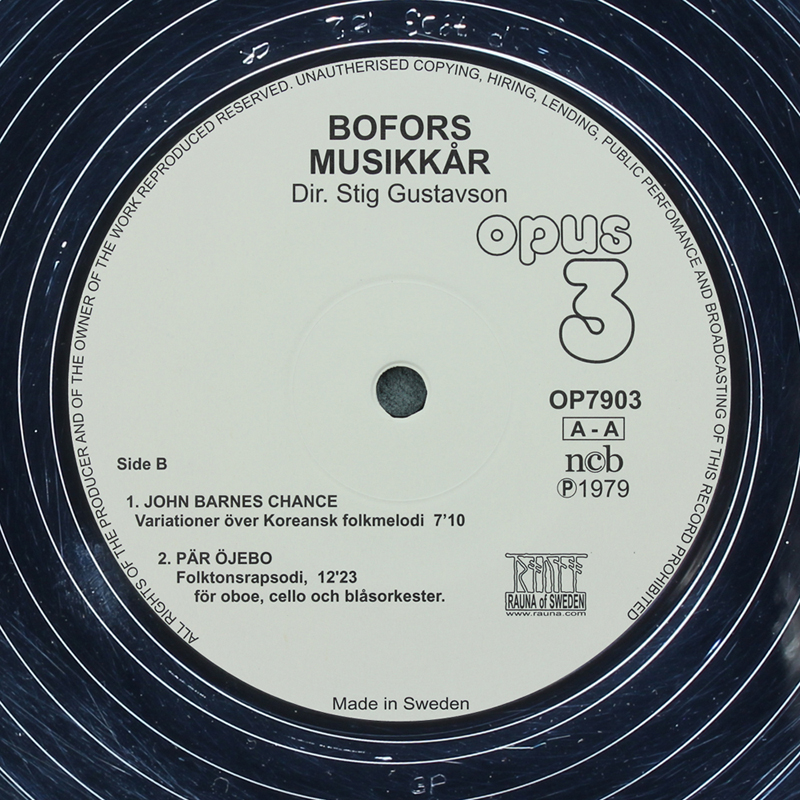 BOFORS
MUSIKKÅR
Dir. Stig Gustavson
opus
3
OP7903
A - A
ncb
Ⓟ1979
Side B
1. JOHN BARNES CHANCE
Variationer över Koreansk folkmelodi 7'10
2. PÄR ÖJEBO
Folktonsrapsodi, 12'23
för oboe, cello och blåsorkester.
RAUNA of SWEDEN
www.rauna.com
Made in Sweden
ALL RIGHTS OF THE PRODUCER AND OF THE OWNER OF THE WORK REPRODUCED RESERVED. UNAUTHERISED COPYING, HIRING, LENDING, PUBLIC PERFOMANCE AND BROADCASTING OF THIS RECORD PROHIBITED